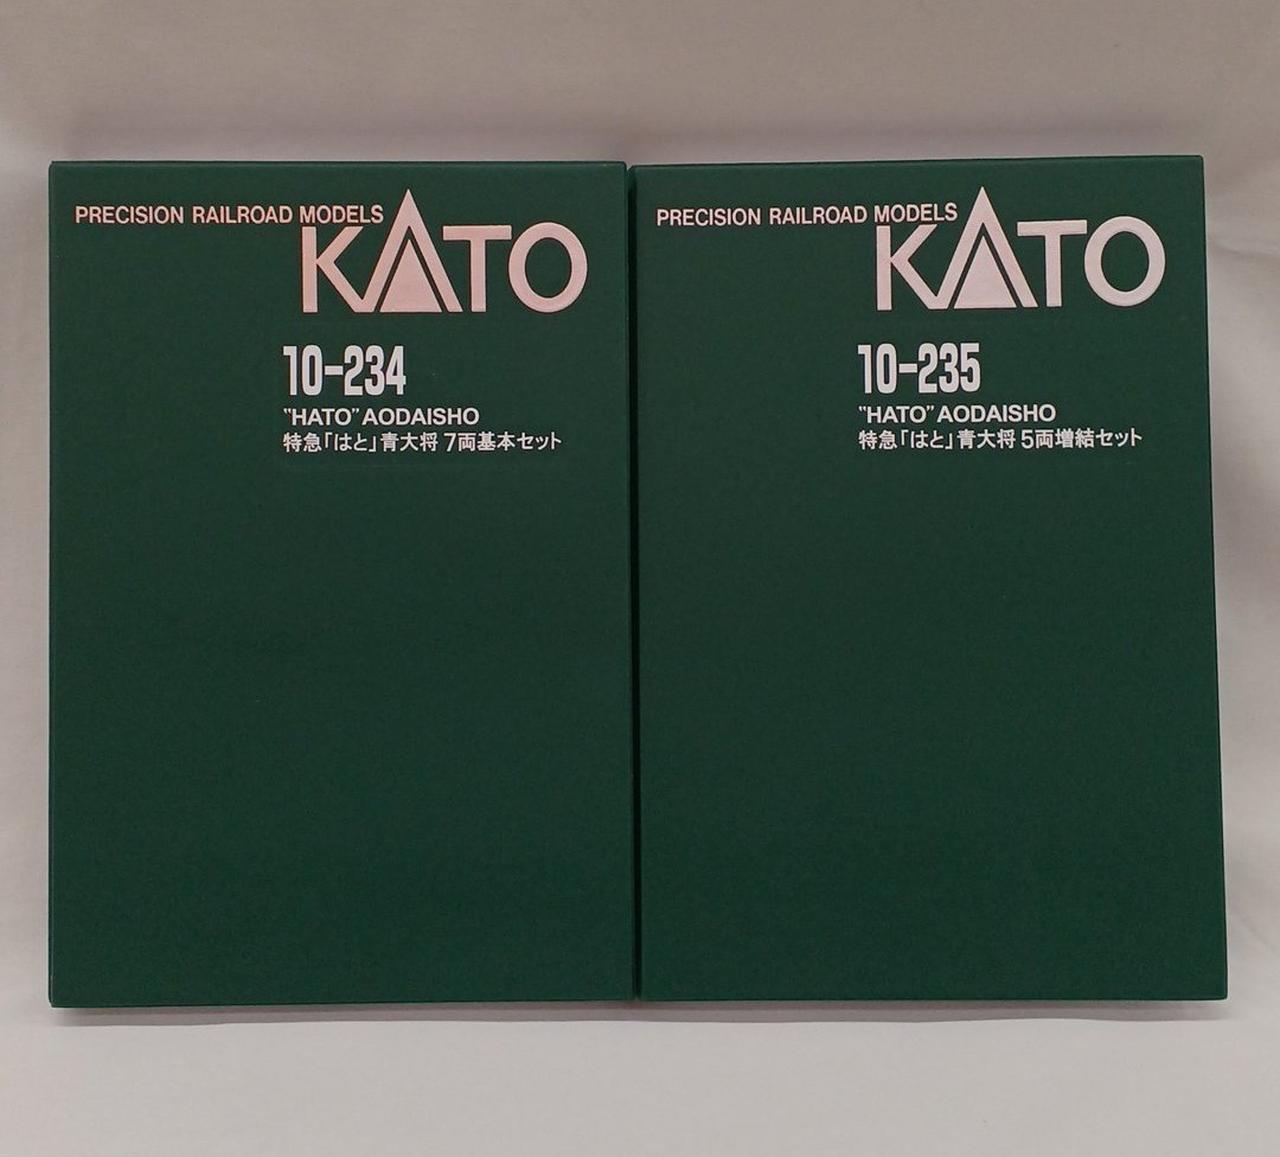 PRECISION RAILROAD MODELS
KATO
10-234
"HATO" AODAISHO
特急「はと」青大将 7両基本セット
PRECISION RAILROAD MODELS
KATO
10-235
"HATO" AODAISHO
特急「はと」青大将 5両増結セット